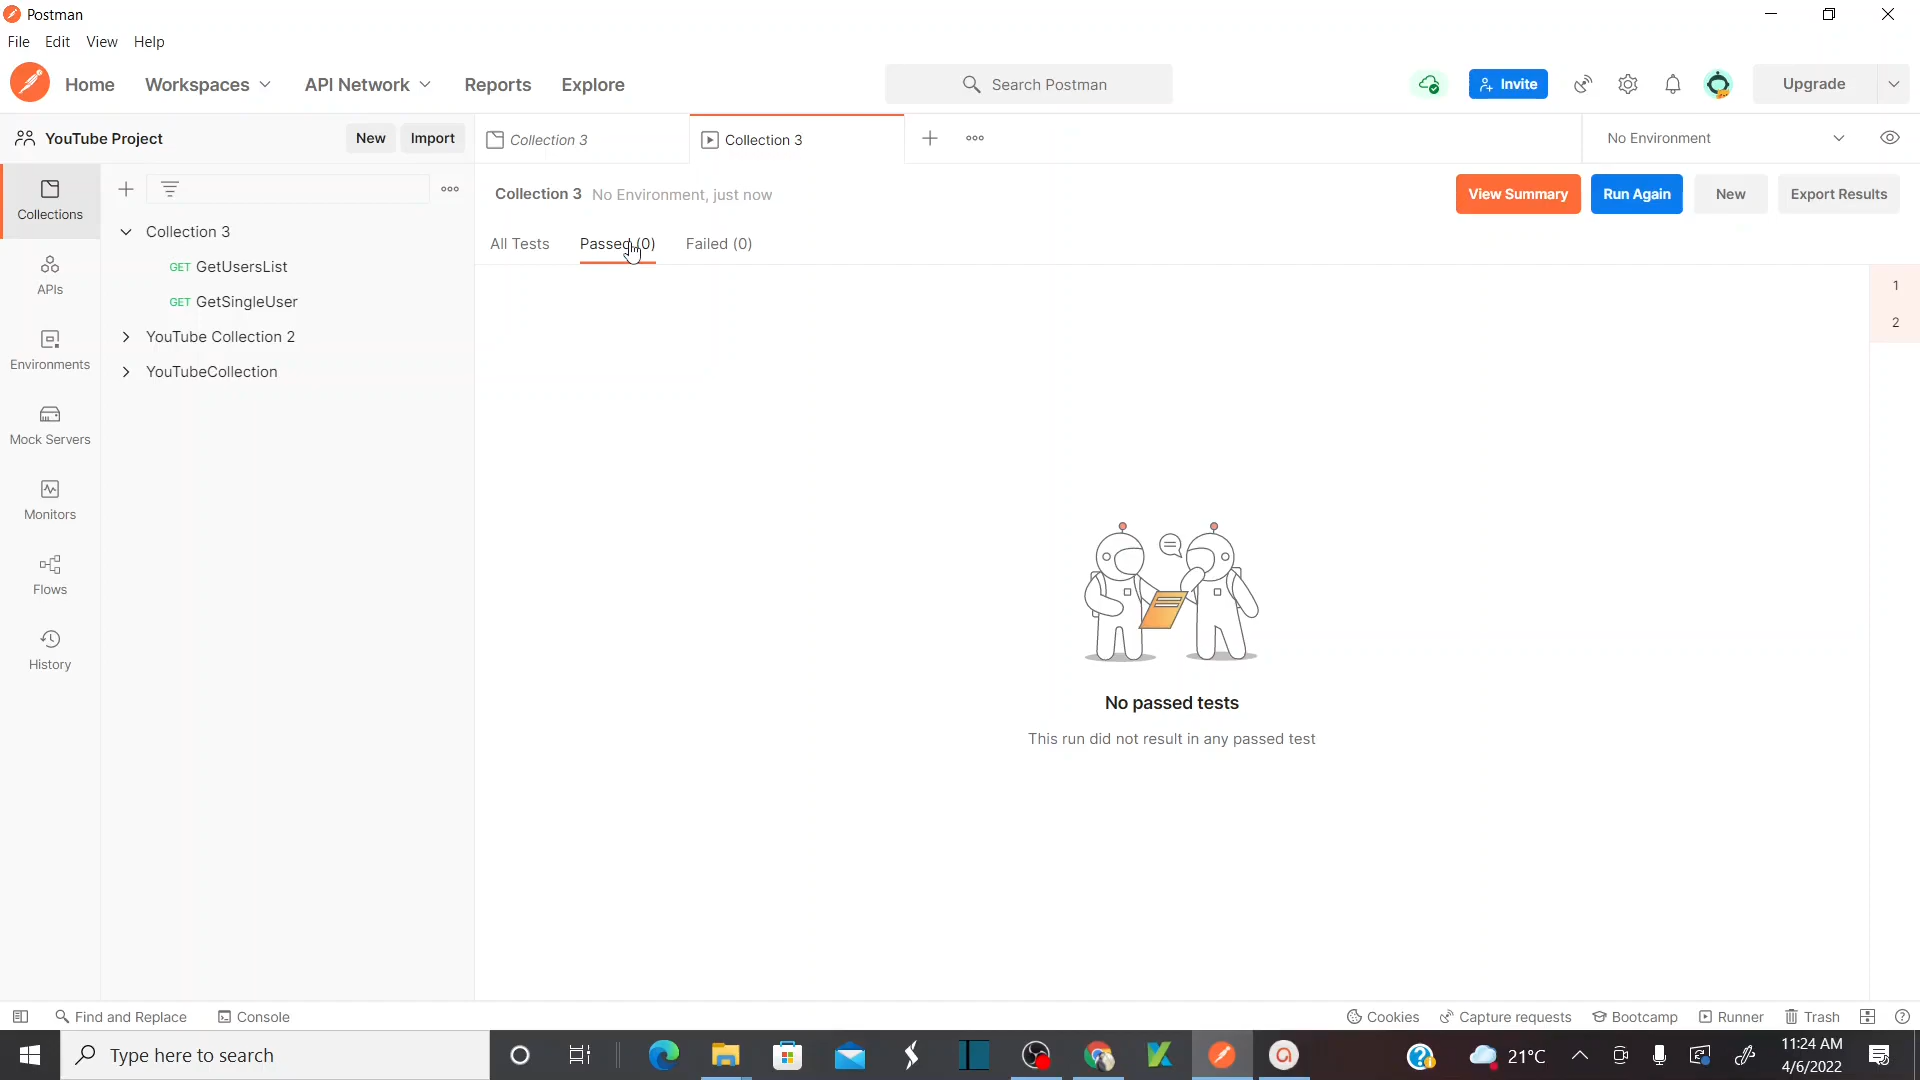 Postman
File Edit View Help
Home Workspaces API Network Reports Explore
Search Postman
Invite
Upgrade
YouTube Project
New Import
Collection 3
Collection 3
No Environment
Collections
APIs
Environments
Mock Servers
Monitors
Flows
History
Collection 3
GET GetUsersList
GET GetSingleUser
YouTube Collection 2
YouTubeCollection
Collection 3 No Environment, just now
View Summary Run Again New Export Results
All Tests Passed (0) Failed (0)
1
2
No passed tests
This run did not result in any passed test
Find and Replace Console
Cookies Capture requests Bootcamp Runner Trash
Type here to search
21°C
11:24 AM
4/6/2022